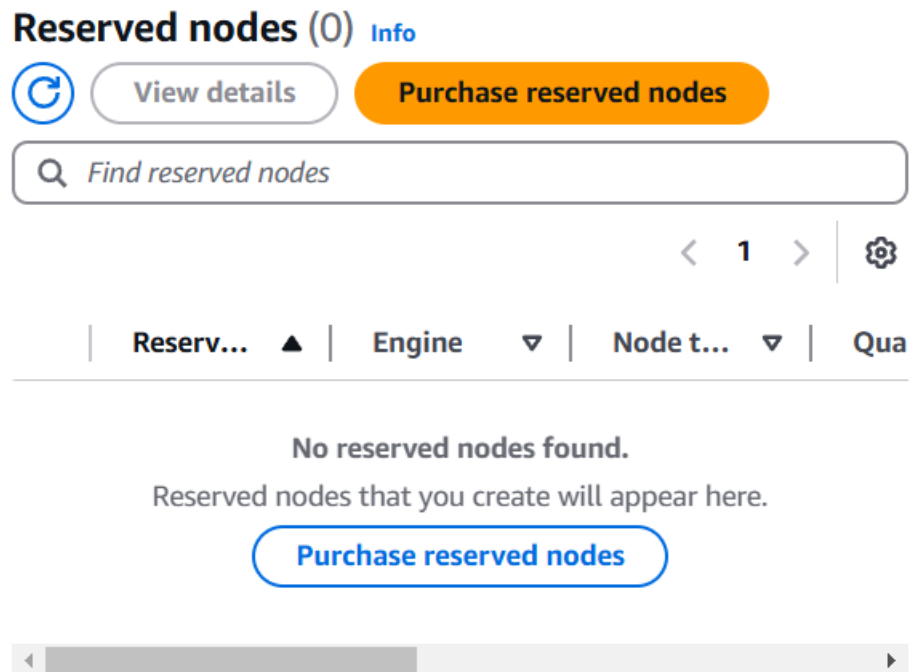 Reserved nodes (0) Info
View details Purchase reserved nodes
Find reserved nodes
1
Reserv... Engine Node t... Qua
No reserved nodes found.
Reserved nodes that you create will appear here.
Purchase reserved nodes